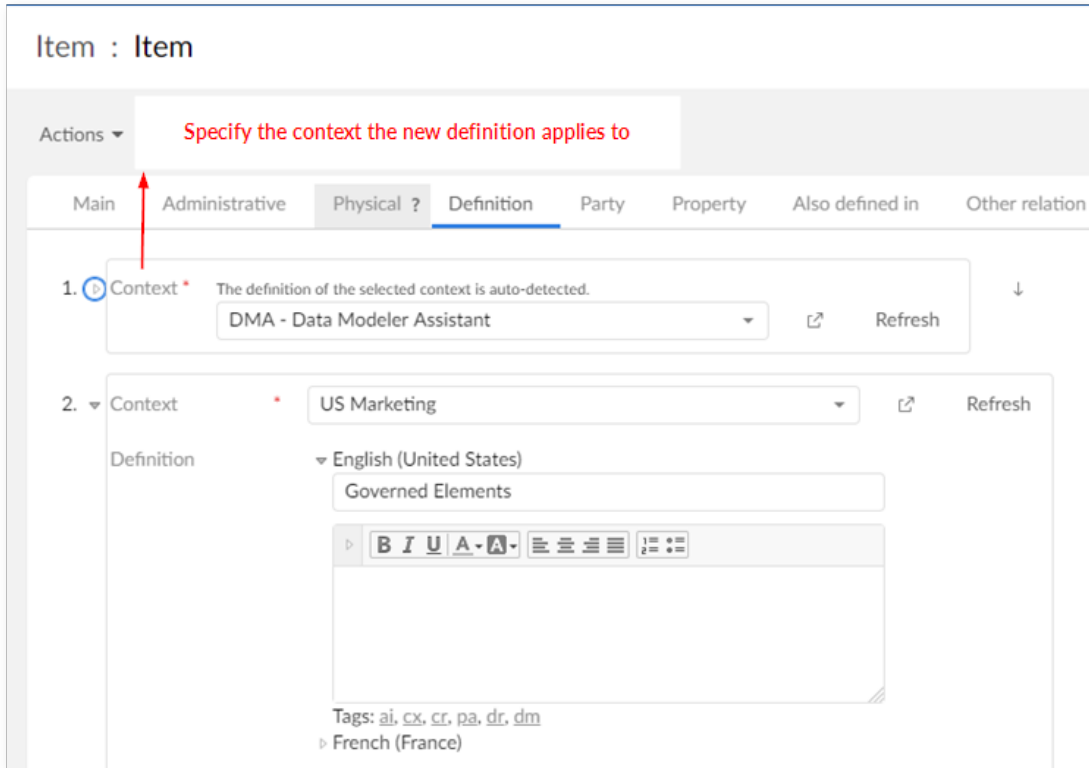 Item : Item
Actions
Specify the context the new definition applies to
Main Administrative Physical ? Definition Party Property Also defined in Other relation
1. Context * The definition of the selected context is auto-detected.
DMA - Data Modeler Assistant Refresh
2. Context * US Marketing Refresh
Definition English (United States)
Governed Elements
B I U A A
Tags: ai, cx, cr, pa, dr, dm
French (France)